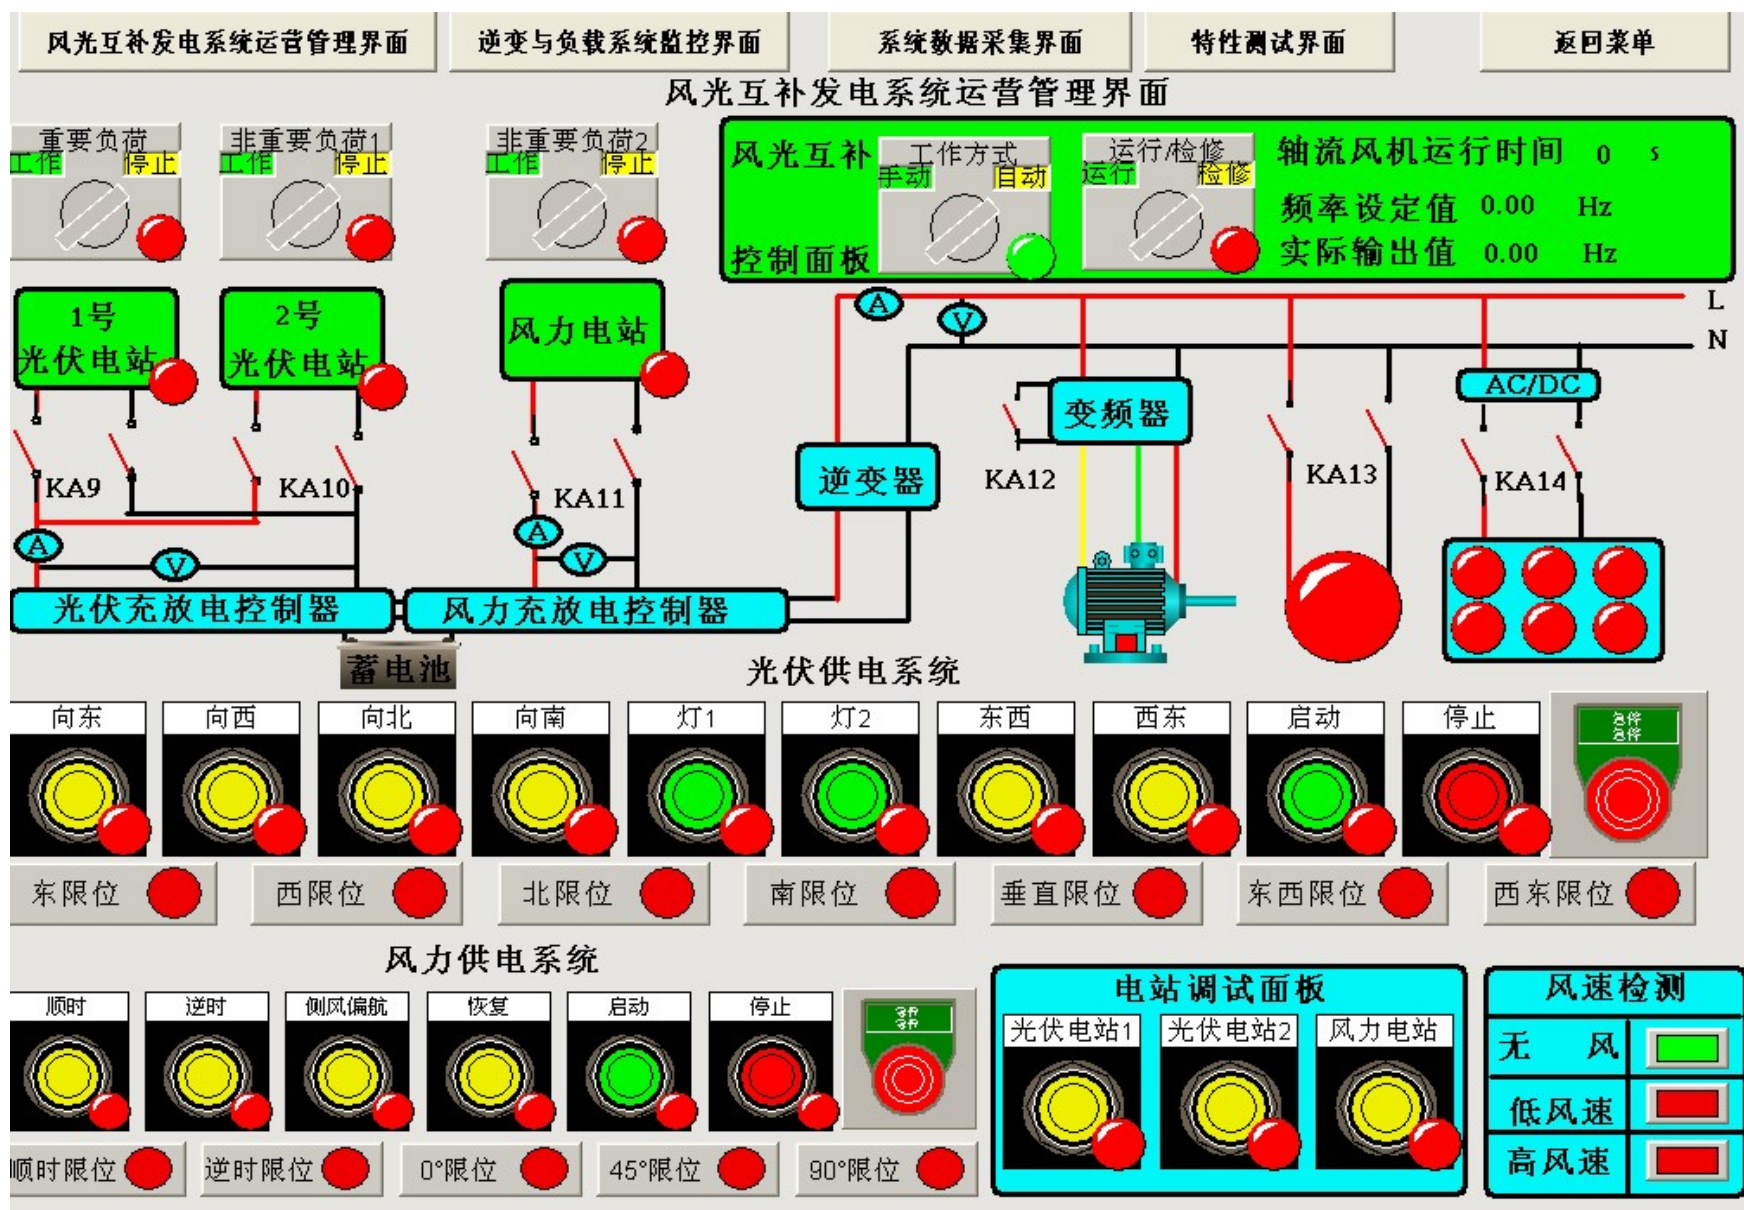 风光互补发电系统运营管理界面
逆变与负载系统监控界面
系统数据采集界面
特性测试界面
返回菜单
风光互补发电系统运营管理界面
重要负荷
工作 停止
非重要负荷1
工作 停止
非重要负荷2
工作 停止
风光互补
控制面板
工作方式
手动 自动
运行/检修
运行 检修
轴流风机运行时间 0 s
频率设定值 0.00 Hz
实际输出值 0.00 Hz
1号
光伏电站
2号
光伏电站
风力电站
A
V
L
N
变频器
AC/DC
逆变器
KA9
KA10
KA11
KA12
KA13
KA14
A
V
A
V
光伏充放电控制器
风力充放电控制器
蓄电池
光伏供电系统
向东
向西
向北
向南
灯1
灯2
东西
西东
启动
停止
急停
急停
东限位
西限位
北限位
南限位
垂直限位
东西限位
西东限位
风力供电系统
顺时
逆时
侧风偏航
恢复
启动
停止
急停
急停
顺时限位
逆时限位
0°限位
45°限位
90°限位
电站调试面板
光伏电站1
光伏电站2
风力电站
风速检测
无 风
低风速
高风速